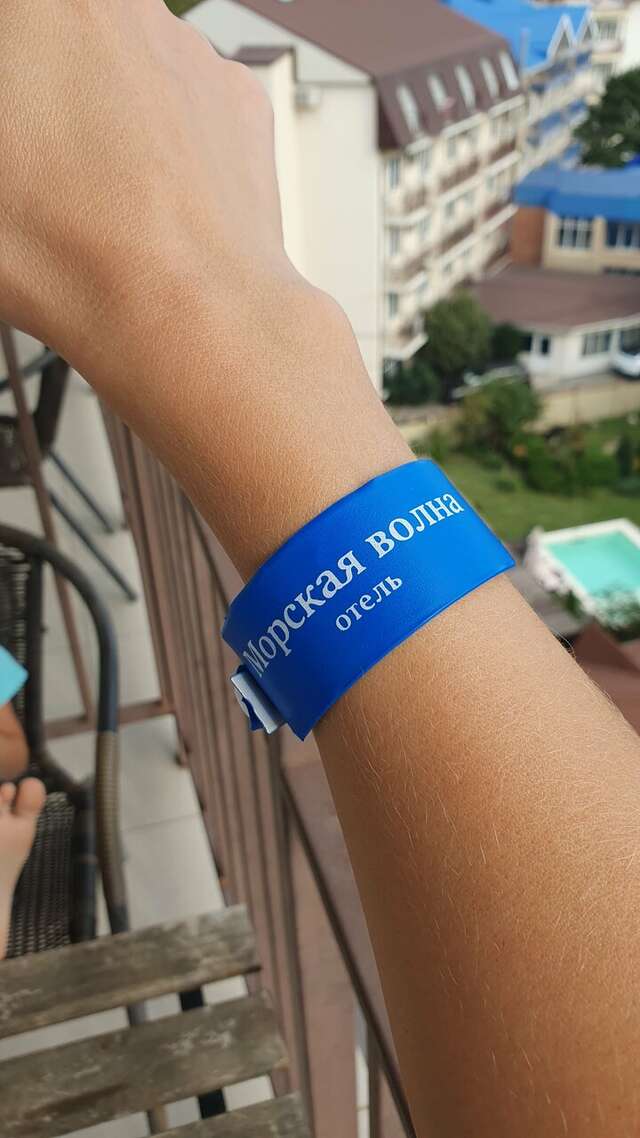 Морская волна
отель